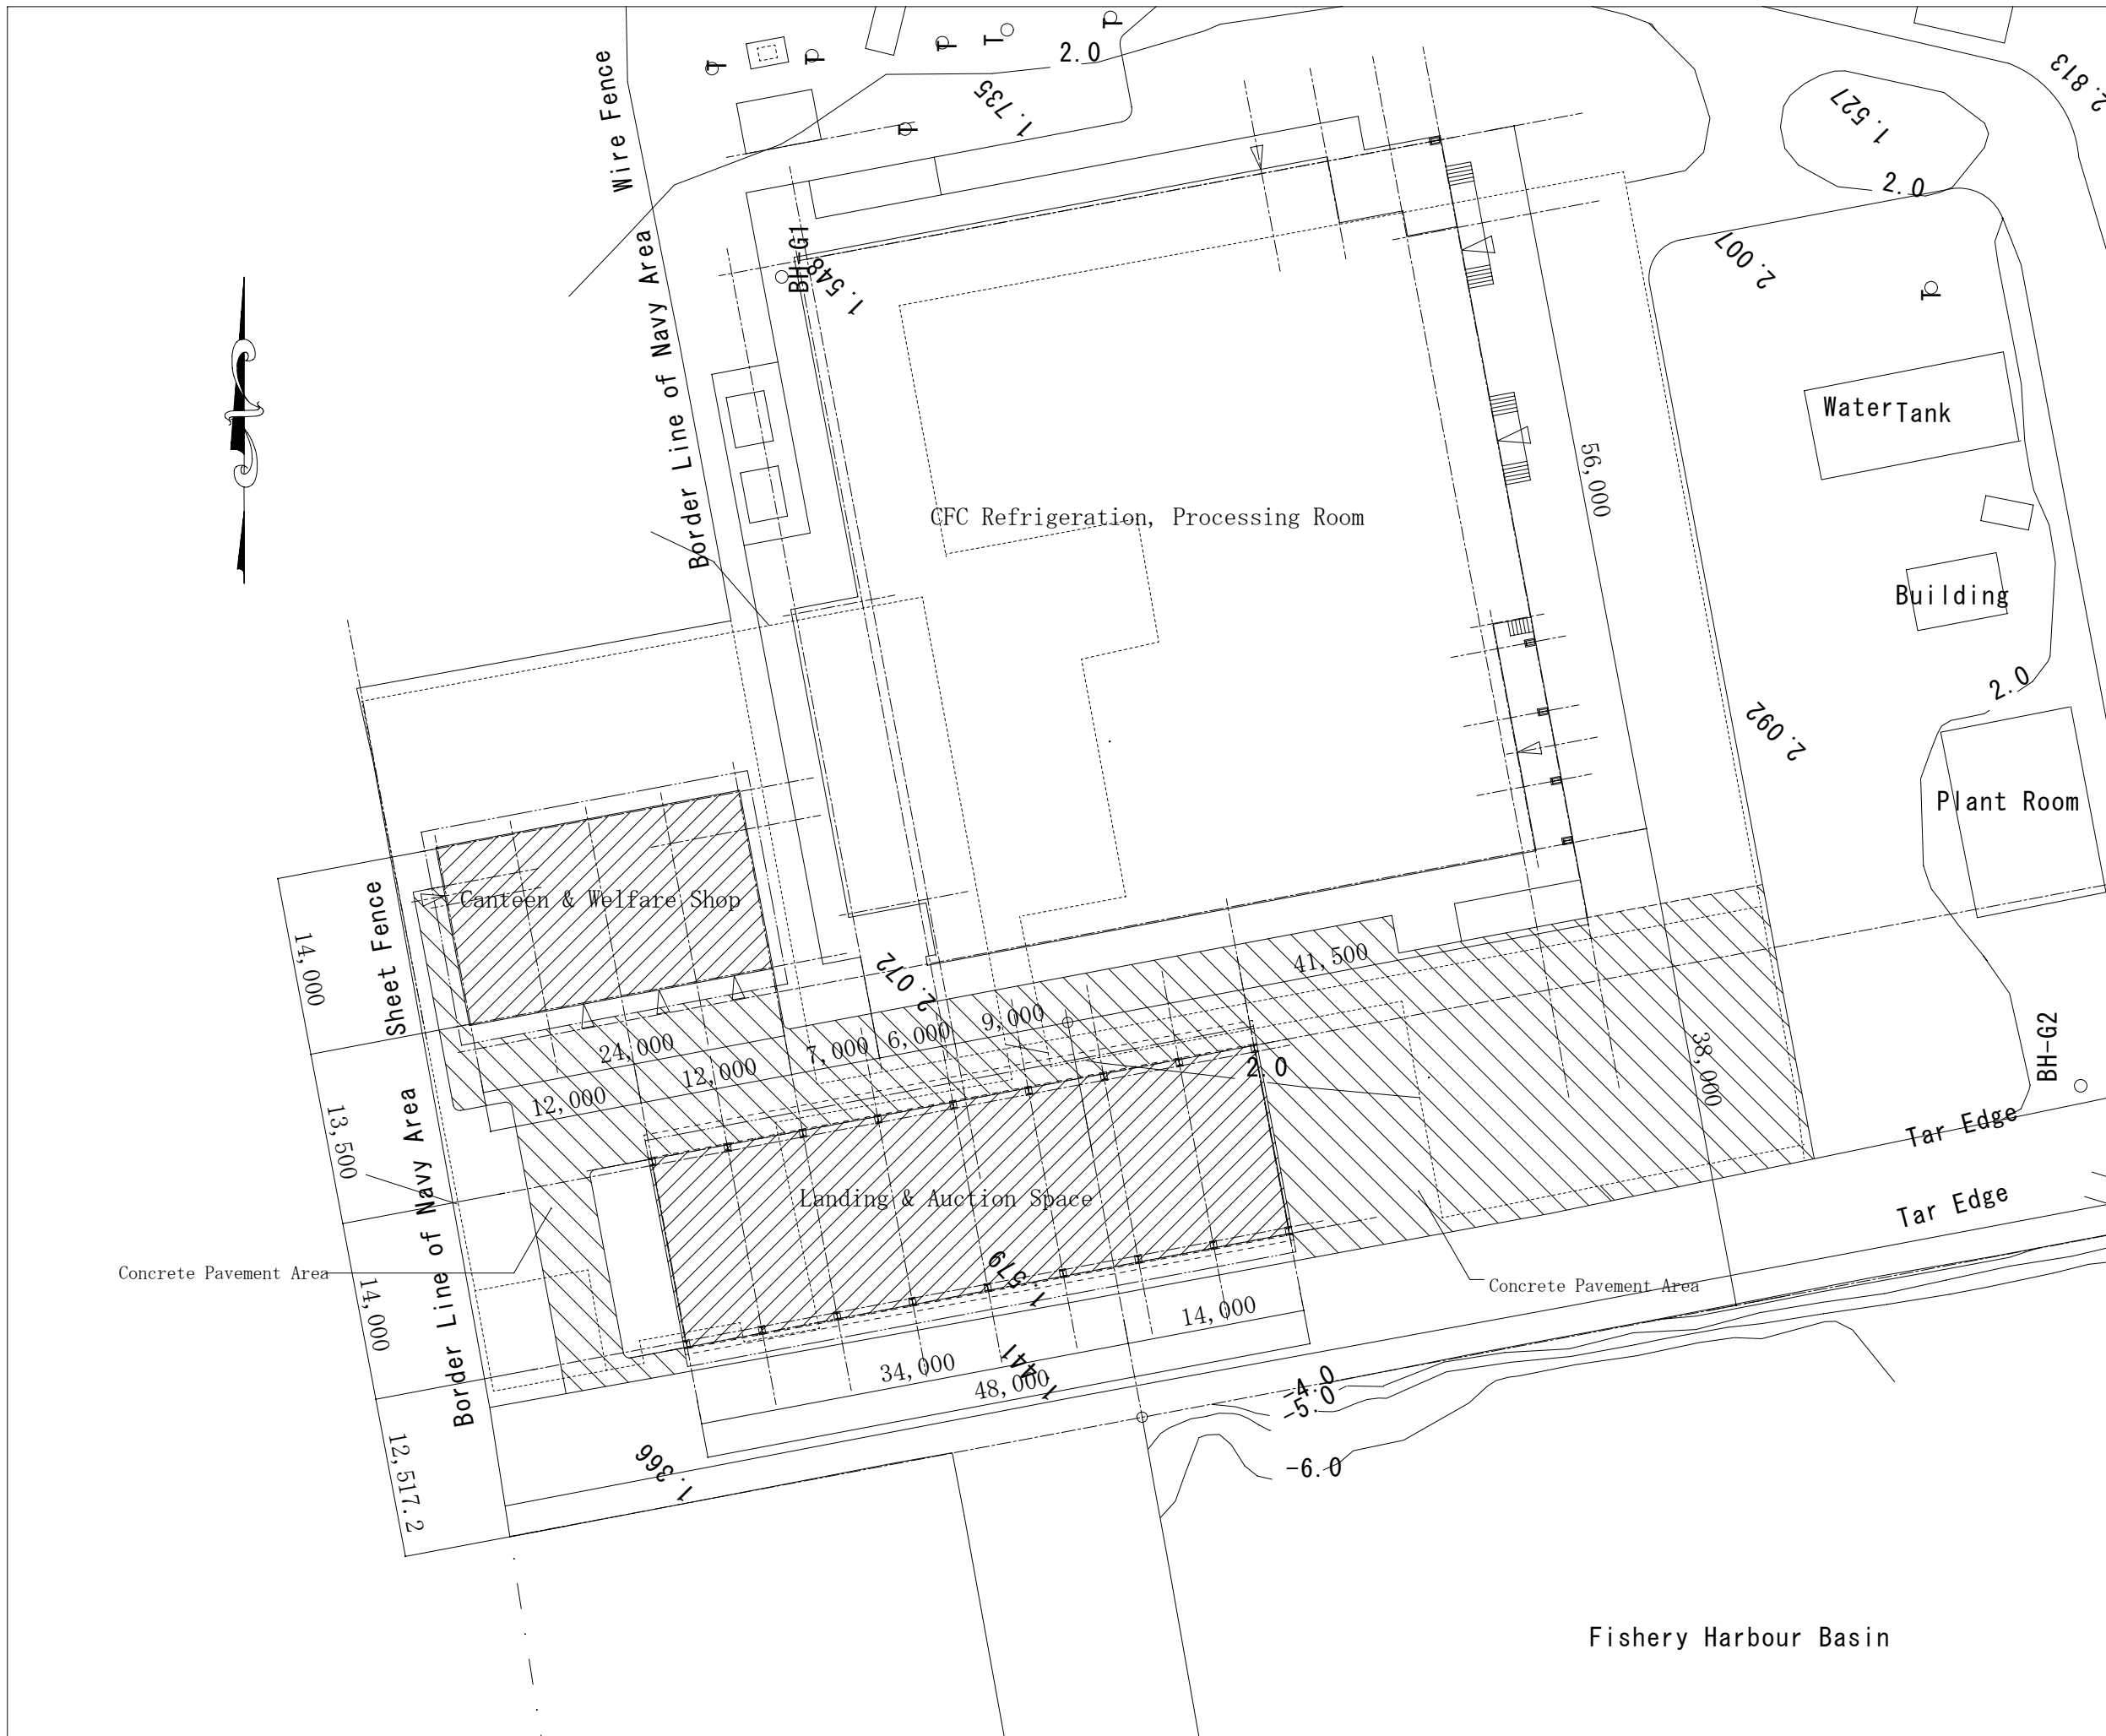 2.0
Wire Fence
1.735
1.527
2.813
2.0
Border Line of Navy Area
BH-G1
1.548
2.007
Water Tank
56,000
CFC Refrigeration, Processing Room
Building
2.0
2.092
Plant Room
Canteen & Welfare Shop
Sheet Fence
14,000
2.072
41,500
9,000
6,000
7,000
24,000
12,000
12,000
2.0
38,000
BH-G2
Tar Edge
Tar Edge
13,500
Border Line of Navy Area
Landing & Auction Space
Concrete Pavement Area
Concrete Pavement Area
1.579
14,000
14,000
34,000
48,000
1.441
-4.0
-5.0
-6.0
1.366
12,517.2
Fishery Harbour Basin